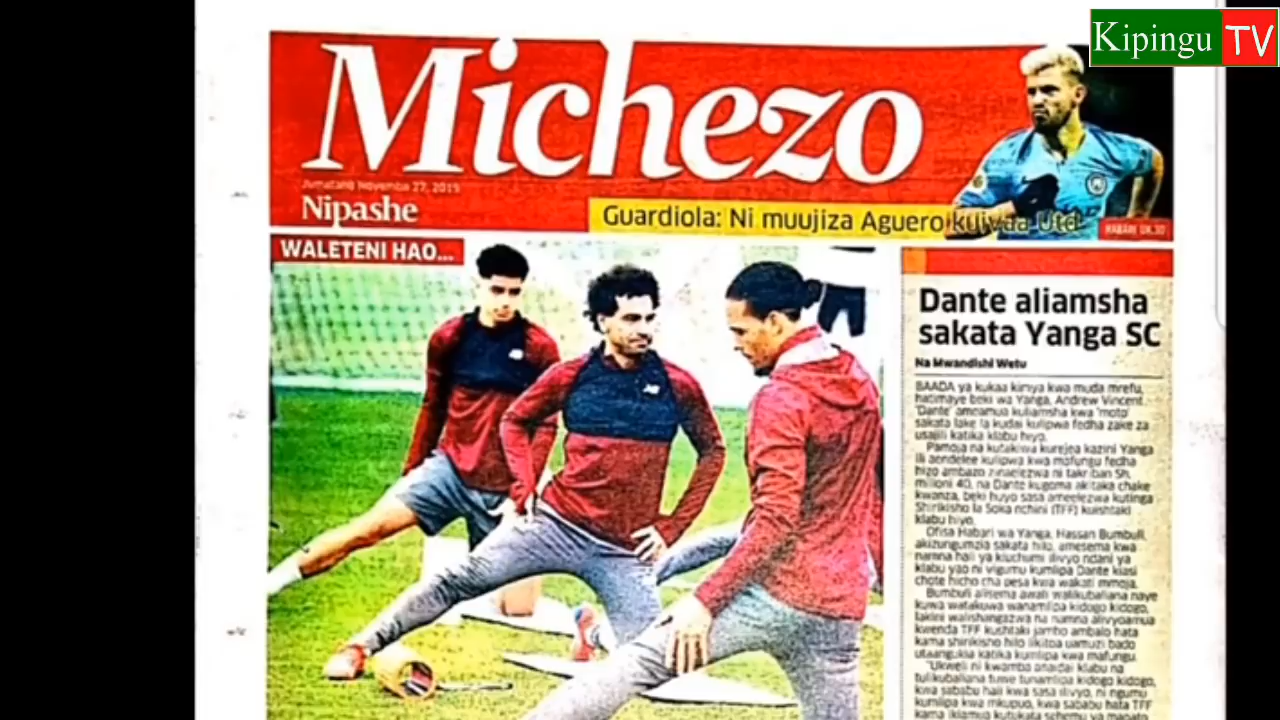 Kipingu TV
Michezo
Jumatano Novemba 27, 2019
Nipashe
Guardiola: Ni muujiza Aguero kuivaa Utd
HABARI UK.10
WALETENI HAO...
Dante aliamsha
sakata Yanga SC
Na Mwandishi Wetu
BAADA ya kukaa kimya kwa muda mrefu,
hatimaye beki wa Yanga, Andrew Vincent
'Dante' ameamua kuliamsha kwa 'moto'
sakata lake la kudai kulipwa fedha zake za
usajili katika klabu hiyo.
Pamoja na kutakiwa kurejea kazini Yanga
ili aendelee kulipwa kwa mafungu fedha
hizo ambazo zinaelezwa ni takriban Sh.
milioni 40, na Dante kugoma akitaka chake
kwanza, beki huyo sasa ameelezwa kutinga
Shirikisho la Soka nchini (TFF) kuishtaki
klabu hiyo.
Ofisa Habari wa Yanga, Hassan Bumbuli,
akizungumzia sakata hilo, amesema kwa
namna hali ya kiuchumi ilivyo ndani ya
klabu yao ni vigumu kumlipa Dante kiasi
chote hicho cha pesa kwa wakati mmoja.
Bumbuli alisema awali walikubaliana naye
kuwa watakuwa wanamlipa kidogo kidogo,
lakini walishangazwa na namna alivyoamua
kwenda TFF kushtaki jambo ambalo hata
kama shirikisho hilo likitoa uamuzi bado
utaangukia katika kumlipa kwa mafungu.
"Ukweli ni kwamba anaidai klabu na
tulikubaliana tuwe tunamlipa kidogo kidogo,
kwa sababu hali kwa sasa ilivyo, ni ngumu
kumlipa kwa mkupuo, kwa sababu hata TFF
kama ikiamua kutukata sehemu ya mapato